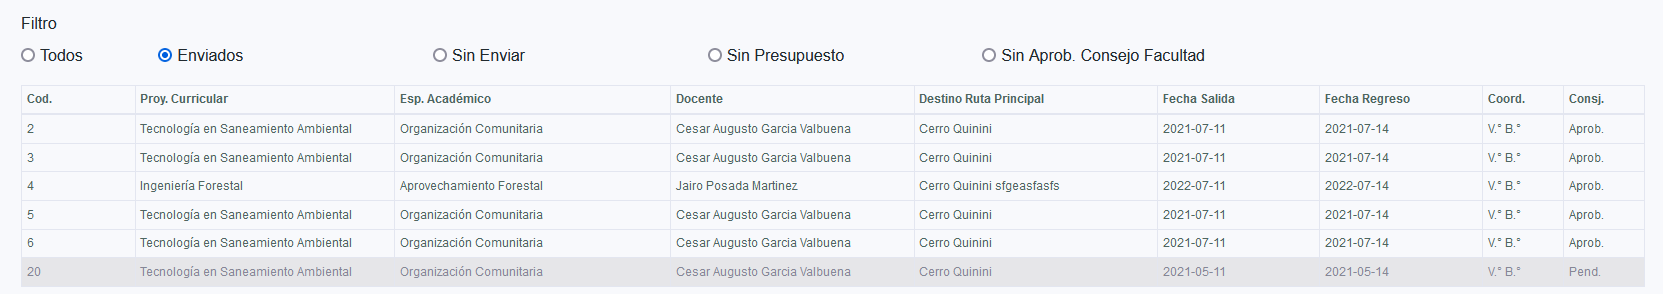 Filtro
Todos Enviados Sin Enviar Sin Presupuesto Sin Aprob. Consejo Facultad
Cod. Proy. Curricular Esp. Académico Docente Destino Ruta Principal Fecha Salida Fecha Regreso Coord. Consj.
2 Tecnología en Saneamiento Ambiental Organización Comunitaria Cesar Augusto Garcia Valbuena Cerro Quinini 2021-07-11 2021-07-14 V.° B.° Aprob.
3 Tecnología en Saneamiento Ambiental Organización Comunitaria Cesar Augusto Garcia Valbuena Cerro Quinini 2021-07-11 2021-07-14 V.° B.° Aprob.
4 Ingeniería Forestal Aprovechamiento Forestal Jairo Posada Martinez Cerro Quinini sfgeasfasfs 2022-07-11 2022-07-14 V.° B.° Aprob.
5 Tecnología en Saneamiento Ambiental Organización Comunitaria Cesar Augusto Garcia Valbuena Cerro Quinini 2021-07-11 2021-07-14 V.° B.° Aprob.
6 Tecnología en Saneamiento Ambiental Organización Comunitaria Cesar Augusto Garcia Valbuena Cerro Quinini 2021-07-11 2021-07-14 V.° B.° Aprob.
20 Tecnología en Saneamiento Ambiental Organización Comunitaria Cesar Augusto Garcia Valbuena Cerro Quinini 2021-05-11 2021-05-14 V.° B.° Pend.